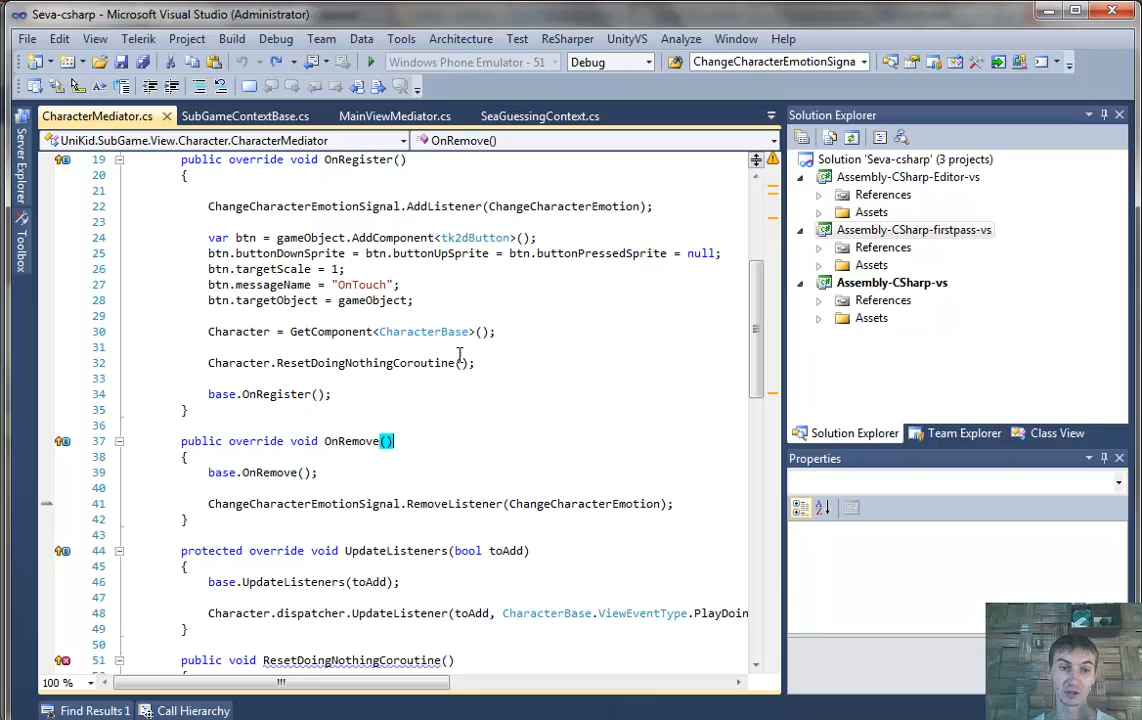 Seva-csharp - Microsoft Visual Studio (Administrator)
File Edit View Telerik Project Build Debug Team Data Tools Architecture Test ReSharper UnityVS Analyze Window Help
Windows Phone Emulator - 51 Debug ChangeCharacterEmotionSigna
CharacterMediator.cs SubGameContextBase.cs MainViewMediator.cs SeaGuessingContext.cs
UniKid.SubGame.View.Character.CharacterMediator OnRemove()
Server Explorer
Toolbox
19 public override void OnRegister()
20 {
21
22 ChangeCharacterEmotionSignal.AddListener(ChangeCharacterEmotion);
23
24 var btn = gameObject.AddComponent<tk2dButton>();
25 btn.buttonDownSprite = btn.buttonUpSprite = btn.buttonPressedSprite = null;
26 btn.targetScale = 1;
27 btn.messageName = "OnTouch";
28 btn.targetObject = gameObject;
29
30 Character = GetComponent<CharacterBase>();
31
32 Character.ResetDoingNothingCoroutine();
33
34 base.OnRegister();
35 }
36
37 public override void OnRemove()
38 {
39 base.OnRemove();
40
41 ChangeCharacterEmotionSignal.RemoveListener(ChangeCharacterEmotion);
42 }
43
44 protected override void UpdateListeners(bool toAdd)
45 {
46 base.UpdateListeners(toAdd);
47
48 Character.dispatcher.UpdateListener(toAdd, CharacterBase.ViewEventType.PlayDoin
49 }
50
51 public void ResetDoingNothingCoroutine()
100 %
Find Results 1 Call Hierarchy
Solution Explorer
Solution 'Seva-csharp' (3 projects)
Assembly-CSharp-Editor-vs
References
Assets
Assembly-CSharp-firstpass-vs
References
Assets
Assembly-CSharp-vs
References
Assets
Solution Explorer Team Explorer Class View
Properties